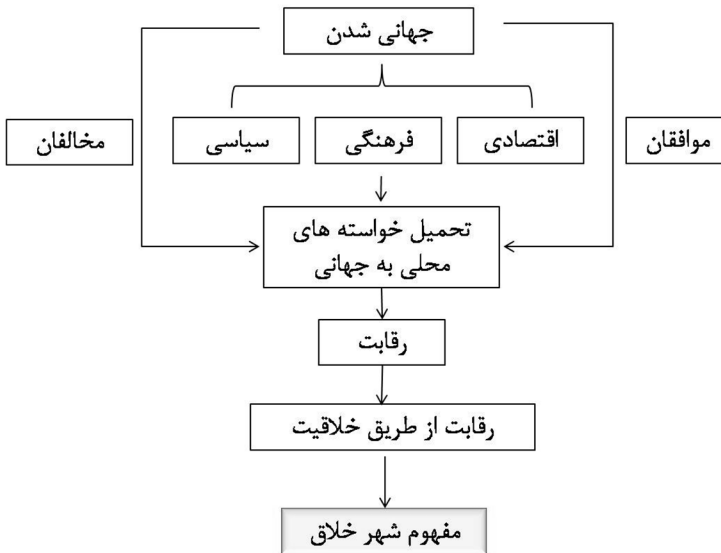 جهانی شدن
موافقان
اقتصادی
فرهنگی
سیاسی
مخالفان
تحمیل خواسته های
محلی به جهانی
رقابت
رقابت از طریق خلاقیت
مفهوم شهر خلاق